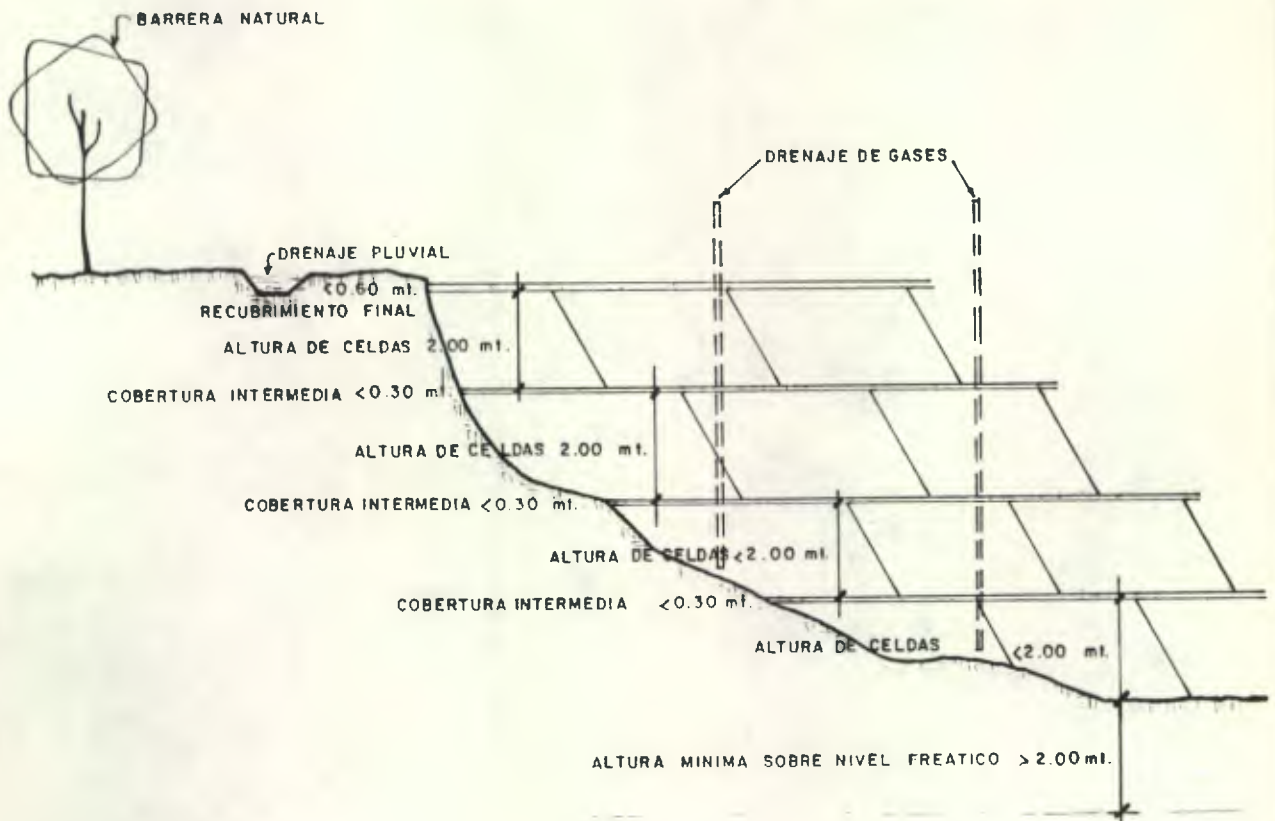 BARRERA NATURAL
DRENAJE DE GASES
DRENAJE PLUVIAL
<0.60 mt.
RECUBRIMIENTO FINAL
ALTURA DE CELDAS 2.00 mt.
COBERTURA INTERMEDIA <0.30 mt.
ALTURA DE CELDAS 2.00 mt.
COBERTURA INTERMEDIA <0.30 mt.
ALTURA DE CELDAS <2.00 mt.
COBERTURA INTERMEDIA <0.30 mt.
ALTURA DE CELDAS <2.00 mt.
ALTURA MINIMA SOBRE NIVEL FREATICO >2.00 mt.